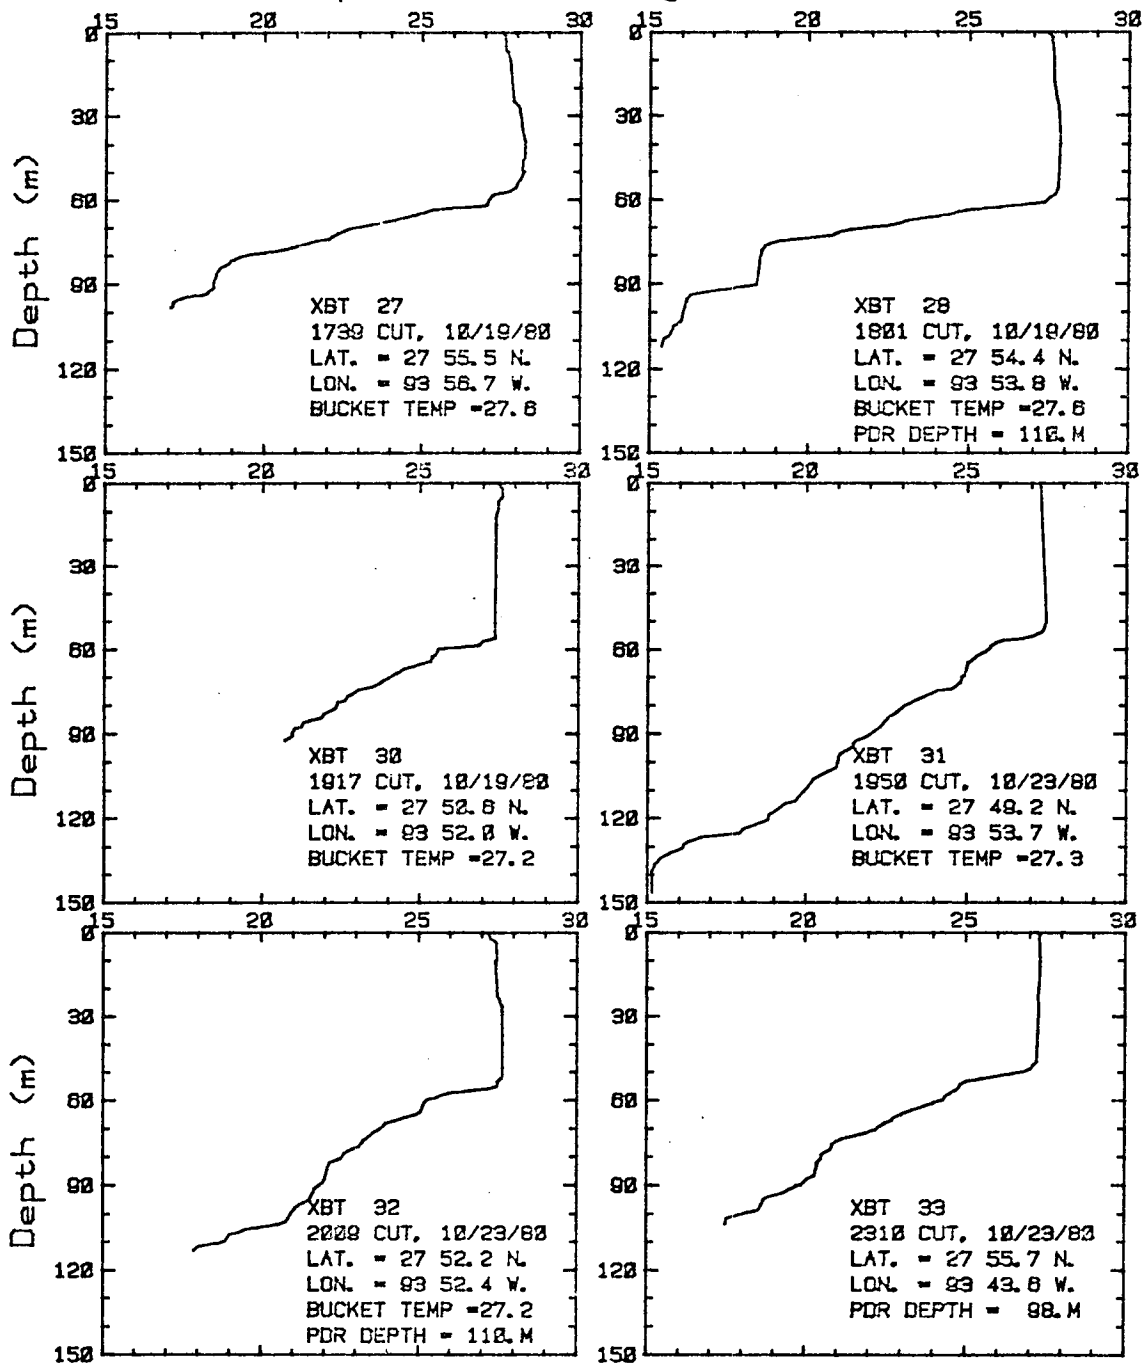 15 20 25 30
15 20 25 30
0
30
60
90
120
150
Depth (m)
XBT 27
1739 CUT, 10/19/80
LAT. = 27 55.5 N.
LON. = 93 56.7 W.
BUCKET TEMP =27.6
0
30
60
90
120
150
XBT 28
1801 CUT, 10/19/80
LAT. = 27 54.4 N.
LON. = 93 53.8 W.
BUCKET TEMP =27.6
PDR DEPTH = 110.M
15 20 25 30
15 20 25 30
0
30
60
90
120
150
Depth (m)
XBT 30
1917 CUT, 10/19/80
LAT. = 27 50.6 N.
LON. = 93 52.0 W.
BUCKET TEMP =27.2
0
30
60
90
120
150
XBT 31
1950 CUT, 10/23/80
LAT. = 27 49.2 N.
LON. = 93 53.7 W.
BUCKET TEMP =27.3
15 20 25 30
15 20 25 30
0
30
60
90
120
150
Depth (m)
XBT 32
2009 CUT, 10/23/80
LAT. = 27 52.2 N.
LON. = 93 52.4 W.
BUCKET TEMP =27.2
PDR DEPTH = 110.M
0
30
60
90
120
150
XBT 33
2310 CUT, 10/23/80
LAT. = 27 55.7 N.
LON. = 93 43.6 W.
PDR DEPTH = 98.M